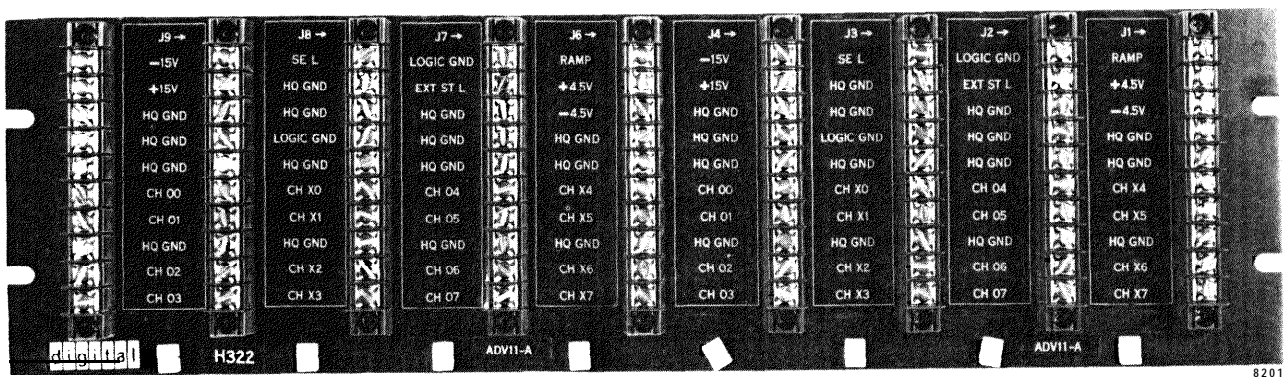 J9 →
−15V
+15V
HQ GND
HQ GND
HQ GND
CH 00
CH 01
HQ GND
CH 02
CH 03
J8 →
SE L
HQ GND
HQ GND
LOGIC GND
HQ GND
CH X0
CH X1
HQ GND
CH X2
CH X3
J7 →
LOGIC GND
EXT ST L
HQ GND
HQ GND
HQ GND
CH 04
CH 05
HQ GND
CH 06
CH 07
J6 →
RAMP
+4.5V
−4.5V
HQ GND
HQ GND
CH X4
CH X5
HQ GND
CH X6
CH X7
J4 →
−15V
+15V
HQ GND
HQ GND
HQ GND
CH 00
CH 01
HQ GND
CH 02
CH 03
J3 →
SE L
HQ GND
HQ GND
LOGIC GND
HQ GND
CH X0
CH X1
HQ GND
CH X2
CH X3
J2 →
LOGIC GND
EXT ST L
HQ GND
HQ GND
HQ GND
CH 04
CH 05
HQ GND
CH 06
CH 07
J1 →
RAMP
+4.5V
−4.5V
HQ GND
HQ GND
CH X4
CH X5
HQ GND
CH X6
CH X7
digital
H322
ADV11-A
ADV11-A
8201